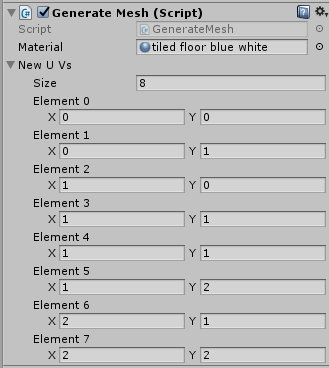 Generate Mesh (Script)
Script GenerateMesh
Material tiled floor blue white
New U Vs
Size 8
Element 0
X 0 Y 0
Element 1
X 0 Y 1
Element 2
X 1 Y 0
Element 3
X 1 Y 1
Element 4
X 1 Y 1
Element 5
X 1 Y 2
Element 6
X 2 Y 1
Element 7
X 2 Y 2